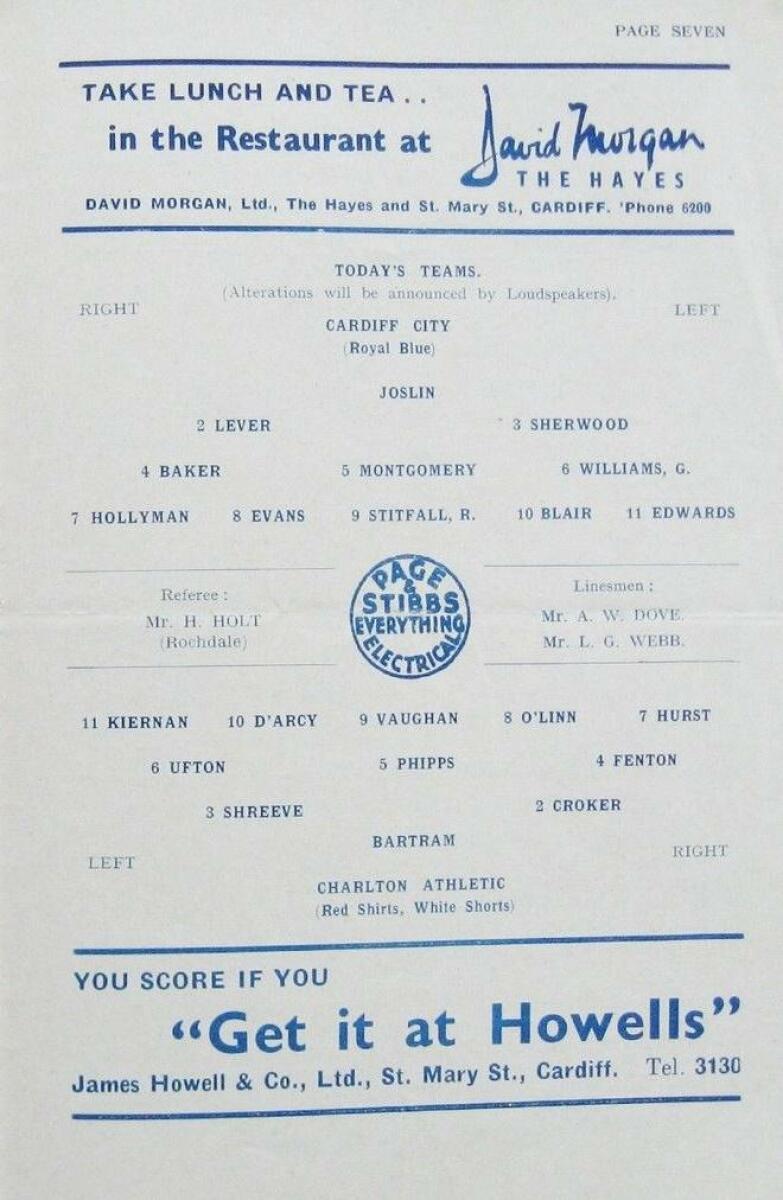 PAGE SEVEN
TAKE LUNCH AND TEA . .
in the Restaurant at David Morgan
THE HAYES
DAVID MORGAN, Ltd., The Hayes and St. Mary St., CARDIFF. 'Phone 6200
TODAY'S TEAMS.
(Alterations will be announced by Loudspeakers).
RIGHT LEFT
CARDIFF CITY
(Royal Blue)
JOSLIN
2 LEVER 3 SHERWOOD
4 BAKER 5 MONTGOMERY 6 WILLIAMS, G.
7 HOLLYMAN 8 EVANS 9 STITFALL, R. 10 BLAIR 11 EDWARDS
Referee :
Mr. H. HOLT
(Rochdale)
PAGE
&
STIBBS
EVERYTHING
ELECTRICAL
Linesmen :
Mr. A. W. DOVE.
Mr. L. G. WEBB.
11 KIERNAN 10 D'ARCY 9 VAUGHAN 8 O'LINN 7 HURST
6 UFTON 5 PHIPPS 4 FENTON
3 SHREEVE 2 CROKER
BARTRAM
LEFT RIGHT
CHARLTON ATHLETIC
(Red Shirts, White Shorts)
YOU SCORE IF YOU
“Get it at Howells”
James Howell & Co., Ltd., St. Mary St., Cardiff. Tel. 3130